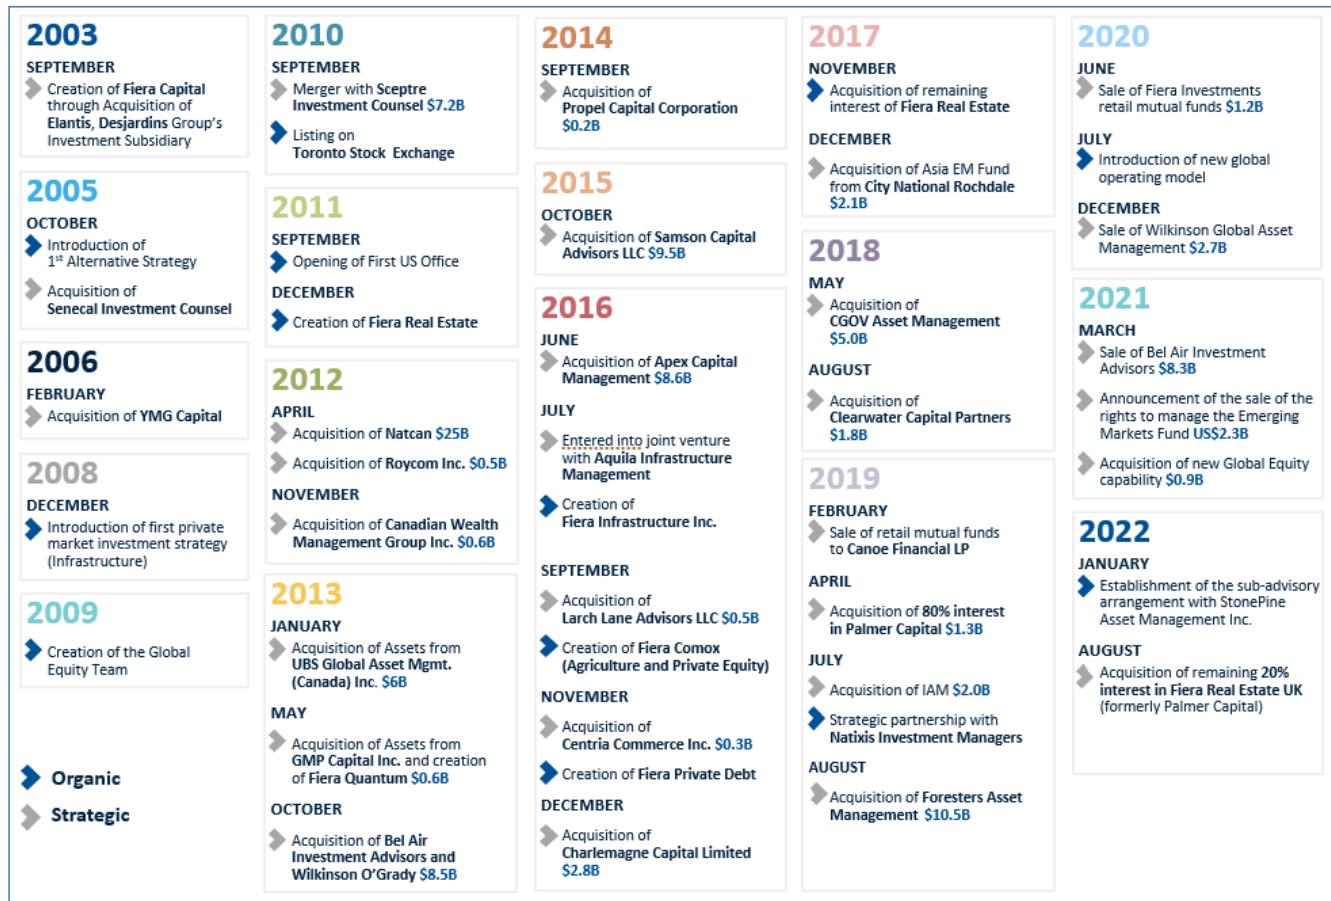 2003
SEPTEMBER
Creation of Fiera Capital
through Acquisition of
Elantis, Desjardins Group's
Investment Subsidiary
2005
OCTOBER
Introduction of
1st Alternative Strategy
Acquisition of
Senecal Investment Counsel
2006
FEBRUARY
Acquisition of YMG Capital
2008
DECEMBER
Introduction of first private
market investment strategy
(Infrastructure)
2009
Creation of the Global
Equity Team
Organic
Strategic
2010
SEPTEMBER
Merger with Sceptre
Investment Counsel $7.2B
Listing on
Toronto Stock Exchange
2011
SEPTEMBER
Opening of First US Office
DECEMBER
Creation of Fiera Real Estate
2012
APRIL
Acquisition of Natcan $25B
Acquisition of Roycom Inc. $0.5B
NOVEMBER
Acquisition of Canadian Wealth
Management Group Inc. $0.6B
2013
JANUARY
Acquisition of Assets from
UBS Global Asset Mgmt.
(Canada) Inc. $6B
MAY
Acquisition of Assets from
GMP Capital Inc. and creation
of Fiera Quantum $0.6B
OCTOBER
Acquisition of Bel Air
Investment Advisors and
Wilkinson O'Grady $8.5B
2014
SEPTEMBER
Acquisition of
Propel Capital Corporation
$0.2B
2015
OCTOBER
Acquisition of Samson Capital
Advisors LLC $9.5B
2016
JUNE
Acquisition of Apex Capital
Management $8.6B
JULY
Entered into joint venture
with Aquila Infrastructure
Management
Creation of
Fiera Infrastructure Inc.
SEPTEMBER
Acquisition of
Larch Lane Advisors LLC $0.5B
Creation of Fiera Comox
(Agriculture and Private Equity)
NOVEMBER
Acquisition of
Centria Commerce Inc. $0.3B
Creation of Fiera Private Debt
DECEMBER
Acquisition of
Charlemagne Capital Limited
$2.8B
2017
NOVEMBER
Acquisition of remaining
interest of Fiera Real Estate
DECEMBER
Acquisition of Asia EM Fund
from City National Rochdale
$2.1B
2018
MAY
Acquisition of
CGOV Asset Management
$5.0B
AUGUST
Acquisition of
Clearwater Capital Partners
$1.8B
2019
FEBRUARY
Sale of retail mutual funds
to Canoe Financial LP
APRIL
Acquisition of 80% interest
in Palmer Capital $1.3B
JULY
Acquisition of IAM $2.0B
Strategic partnership with
Natixis Investment Managers
AUGUST
Acquisition of Foresters Asset
Management $10.5B
2020
JUNE
Sale of Fiera Investments
retail mutual funds $1.2B
JULY
Introduction of new global
operating model
DECEMBER
Sale of Wilkinson Global Asset
Management $2.7B
2021
MARCH
Sale of Bel Air Investment
Advisors $8.3B
Announcement of the sale of the
rights to manage the Emerging
Markets Fund US$2.3B
Acquisition of new Global Equity
capability $0.9B
2022
JANUARY
Establishment of the sub-advisory
arrangement with StonePine
Asset Management Inc.
AUGUST
Acquisition of remaining 20%
interest in Fiera Real Estate UK
(formerly Palmer Capital)